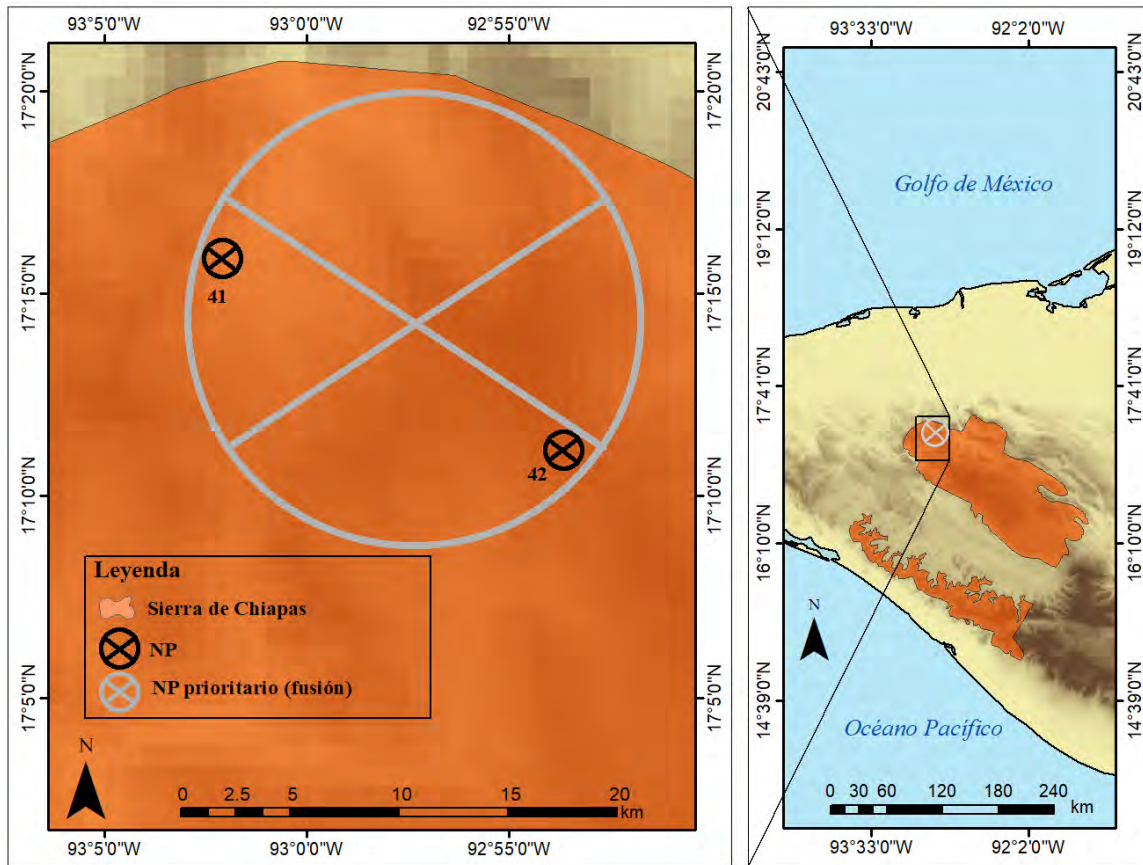 93°5'0"W 93°0'0"W 92°55'0"W
17°20'0"N 17°20'0"N
17°15'0"N 17°15'0"N
17°10'0"N 17°10'0"N
17°5'0"N 17°5'0"N
41
42
Leyenda
Sierra de Chiapas
NP
NP prioritario (fusión)
N
0 2.5 5 10 15 20
km
93°5'0"W 93°0'0"W 92°55'0"W
93°33'0"W 92°2'0"W
20°43'0"N 20°43'0"N
Golfo de México
19°12'0"N 19°12'0"N
17°41'0"N 17°41'0"N
16°10'0"N 16°10'0"N
N
14°39'0"N 14°39'0"N
Océano Pacífico
0 30 60 120 180 240
km
93°33'0"W 92°2'0"W